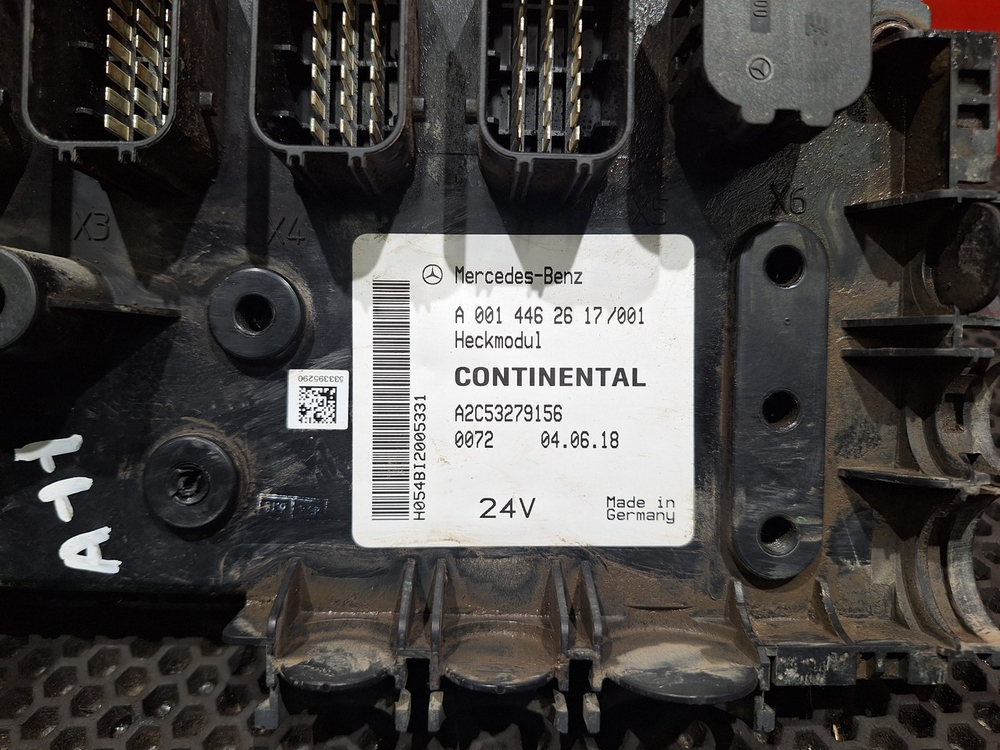 X3
X4
X5
X6
Mercedes-Benz
A 001 446 26 17/001
Heckmodul
CONTINENTAL
A2C53279156
0072 04.06.18
24V
Made in
Germany
H054BI2005331
5333995290
A-T-T